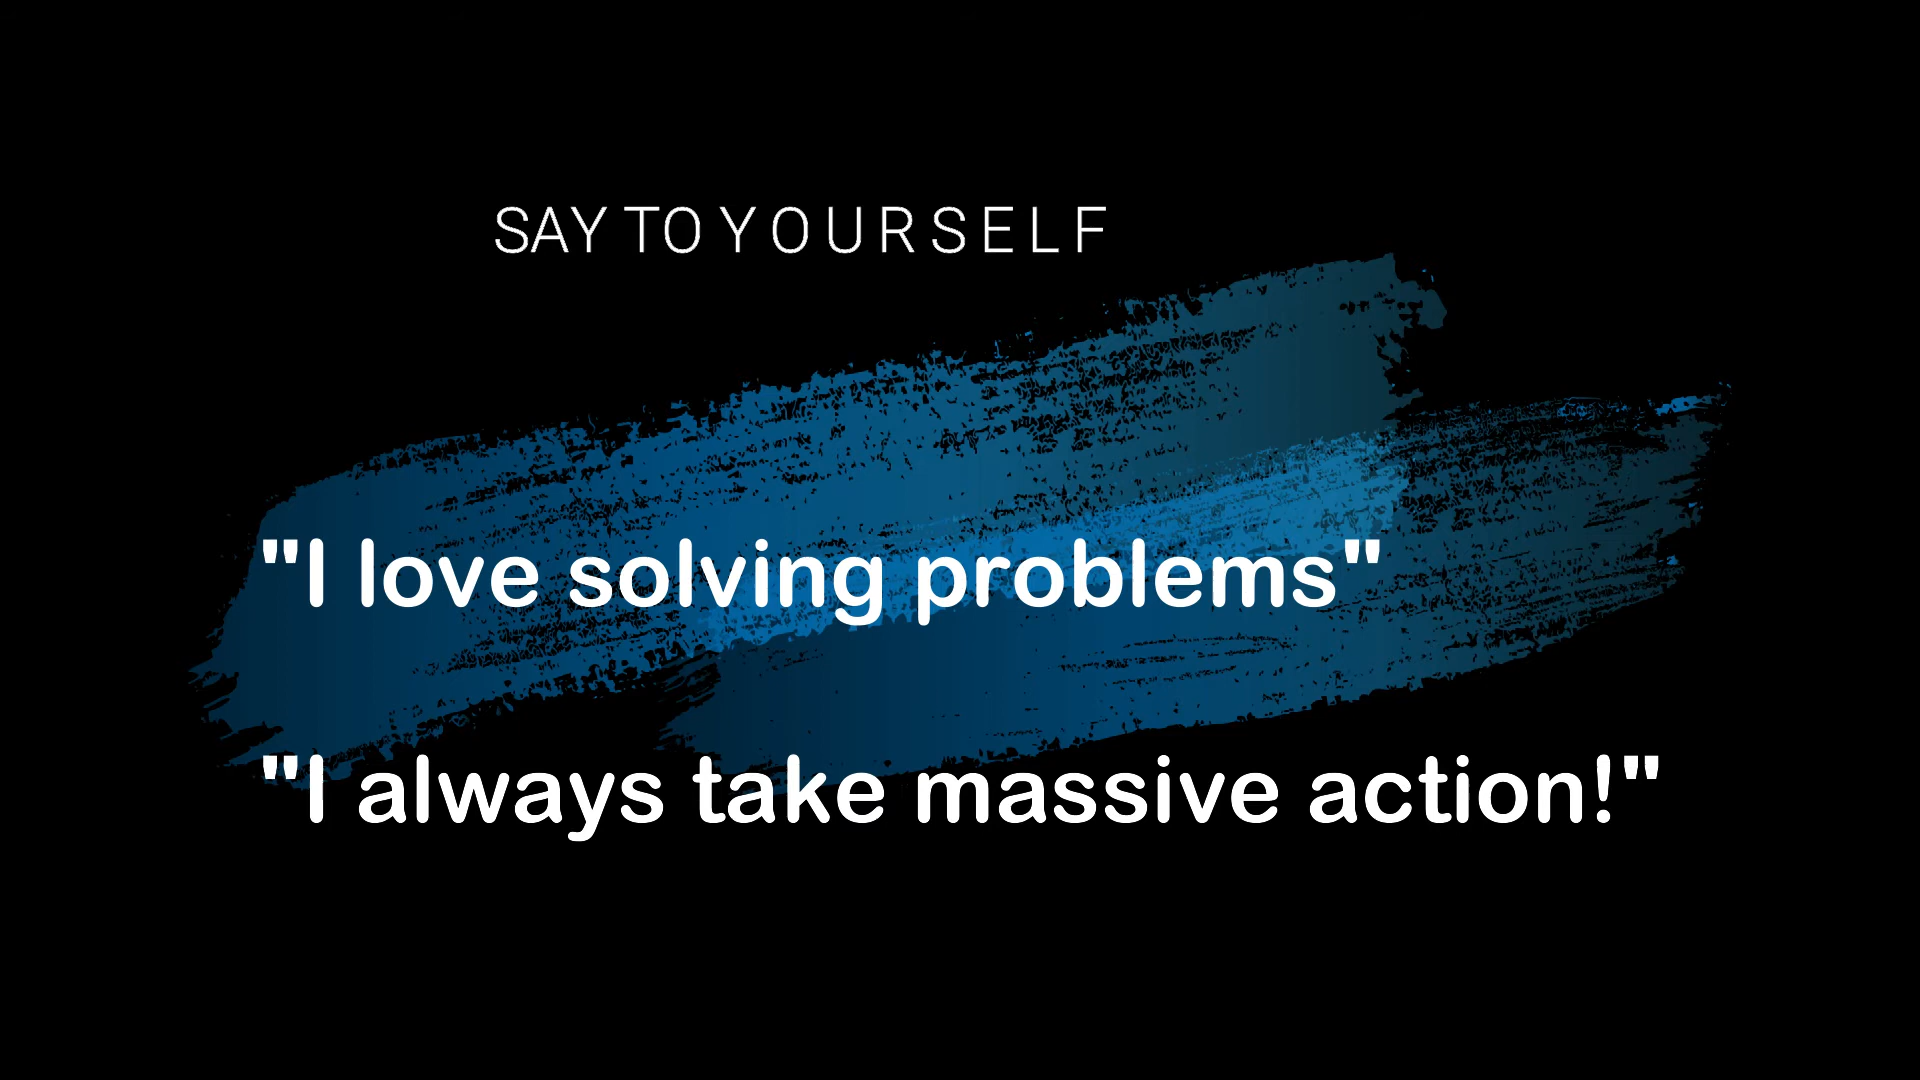 SAY TO YOURSELF
"I love solving problems"
"I always take massive action!"